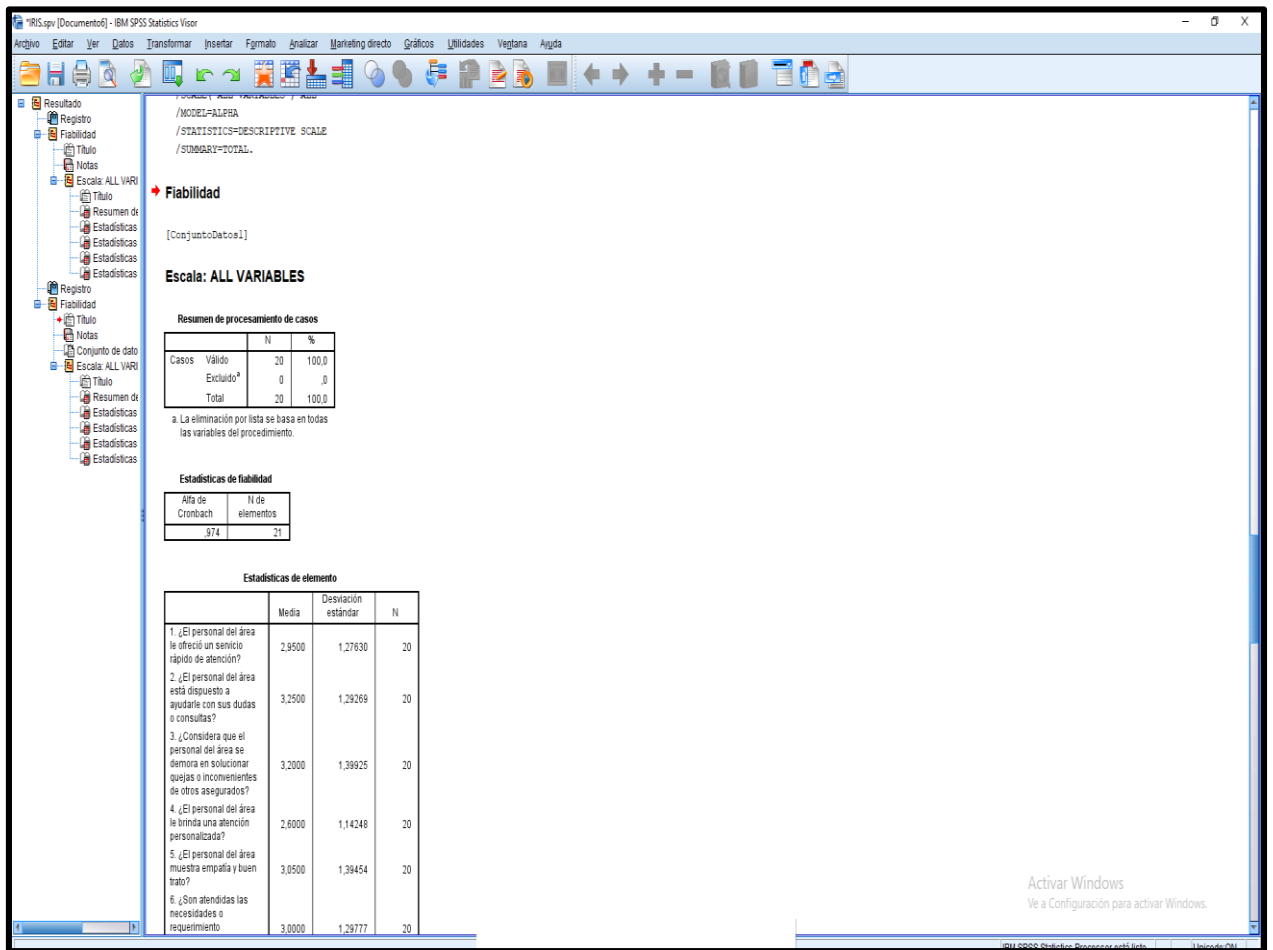 *IRIS.spv [Documento6] - IBM SPSS Statistics Visor
Archivo Editar Ver Datos Transformar Insertar Formato Analizar Marketing directo Gráficos Utilidades Ventana Ayuda
Resultado
Registro
Fiabilidad
Título
Notas
Escala: ALL VARI
Título
Resumen de
Estadísticas
Estadísticas
Estadísticas
Estadísticas
Registro
Fiabilidad
Título
Notas
Conjunto de dato
Escala: ALL VARI
Título
Resumen de
Estadísticas
Estadísticas
Estadísticas
Estadísticas
/MODEL=ALPHA
/STATISTICS=DESCRIPTIVE SCALE
/SUMMARY=TOTAL.
Fiabilidad
[ConjuntoDatos1]
Escala: ALL VARIABLES
Resumen de procesamiento de casos
N %
Casos Válido 20 100,0
Excluido a 0 ,0
Total 20 100,0
a. La eliminación por lista se basa en todas
las variables del procedimiento.
Estadísticas de fiabilidad
Alfa de N de
Cronbach elementos
,974 21
Estadísticas de elemento
Desviación
Media estándar N
1. ¿El personal del área
le ofreció un servicio 2,9500 1,27630 20
rápido de atención?
2. ¿El personal del área
está dispuesto a
ayudarle con sus dudas 3,2500 1,29269 20
o consultas?
3. ¿Considera que el
personal del área se
demora en solucionar 3,2000 1,39925 20
quejas o inconvenientes
de otros asegurados?
4. ¿El personal del área
le brinda una atención 2,6000 1,14248 20
personalizada?
5. ¿El personal del área
muestra empatía y buen 3,0500 1,39454 20
trato?
6. ¿Son atendidas las
necesidades o
requerimiento 3,0000 1,29777 20
Activar Windows
Ve a Configuración para activar Windows.
IBM SPSS Statistics Processor está listo Unicode:ON